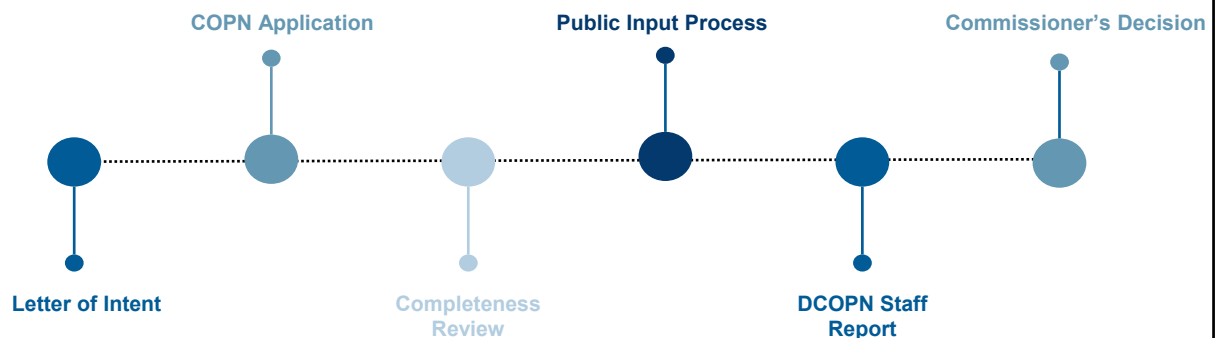 COPN Application
Public Input Process
Commissioner's Decision
Letter of Intent
Completeness
Review
DCOPN Staff
Report